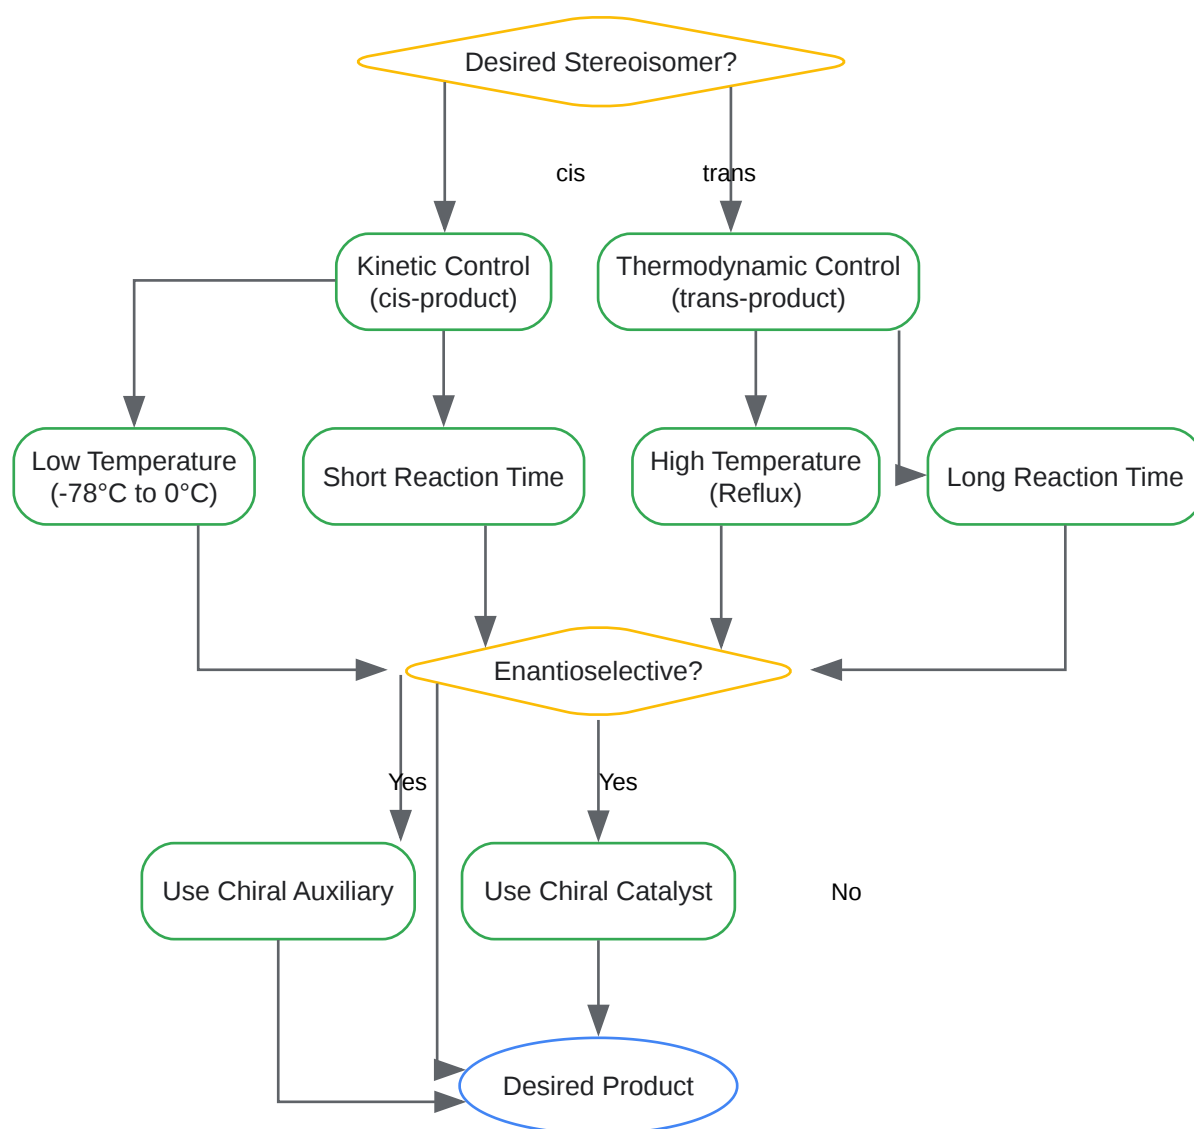 Desired Stereoisomer?
cis
trans
Kinetic Control
(cis-product)
Thermodynamic Control
(trans-product)
Low Temperature
(-78°C to 0°C)
Short Reaction Time
High Temperature
(Reflux)
Long Reaction Time
Enantioselective?
Yes
Yes
Use Chiral Auxiliary
Use Chiral Catalyst
No
Desired Product